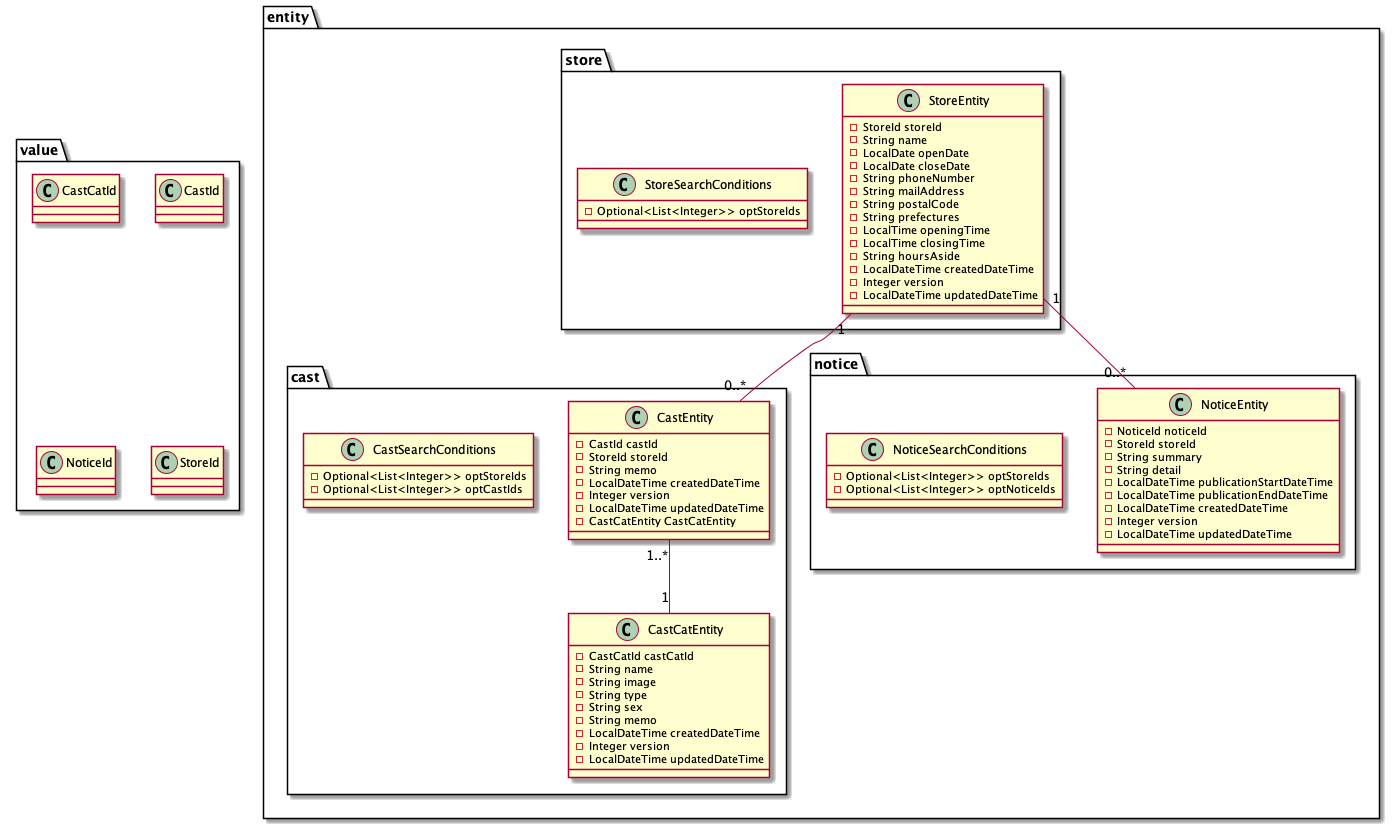 entity
store
C StoreEntity
StoreId storeId
String name
LocalDate openDate
LocalDate closeDate
String phoneNumber
String mailAddress
String postalCode
String prefectures
LocalTime openingTime
LocalTime closingTime
String hoursAside
LocalDateTime createdDateTime
Integer version
LocalDateTime updatedDateTime
C StoreSearchConditions
Optional<List<Integer>> optStoreIds
value
C CastCatId
C CastId
C NoticeId
C StoreId
1
1
0..*
0..*
cast
C CastSearchConditions
Optional<List<Integer>> optStoreIds
Optional<List<Integer>> optCastIds
C CastEntity
CastId castId
StoreId storeId
String memo
LocalDateTime createdDateTime
Integer version
LocalDateTime updatedDateTime
CastCatEntity CastCatEntity
1..*
1
C CastCatEntity
CastCatId castCatId
String name
String image
String type
String sex
String memo
LocalDateTime createdDateTime
Integer version
LocalDateTime updatedDateTime
notice
C NoticeSearchConditions
Optional<List<Integer>> optStoreIds
Optional<List<Integer>> optNoticeIds
C NoticeEntity
NoticeId noticeId
StoreId storeId
String summary
String detail
LocalDateTime publicationStartDateTime
LocalDateTime publicationEndDateTime
LocalDateTime createdDateTime
Integer version
LocalDateTime updatedDateTime